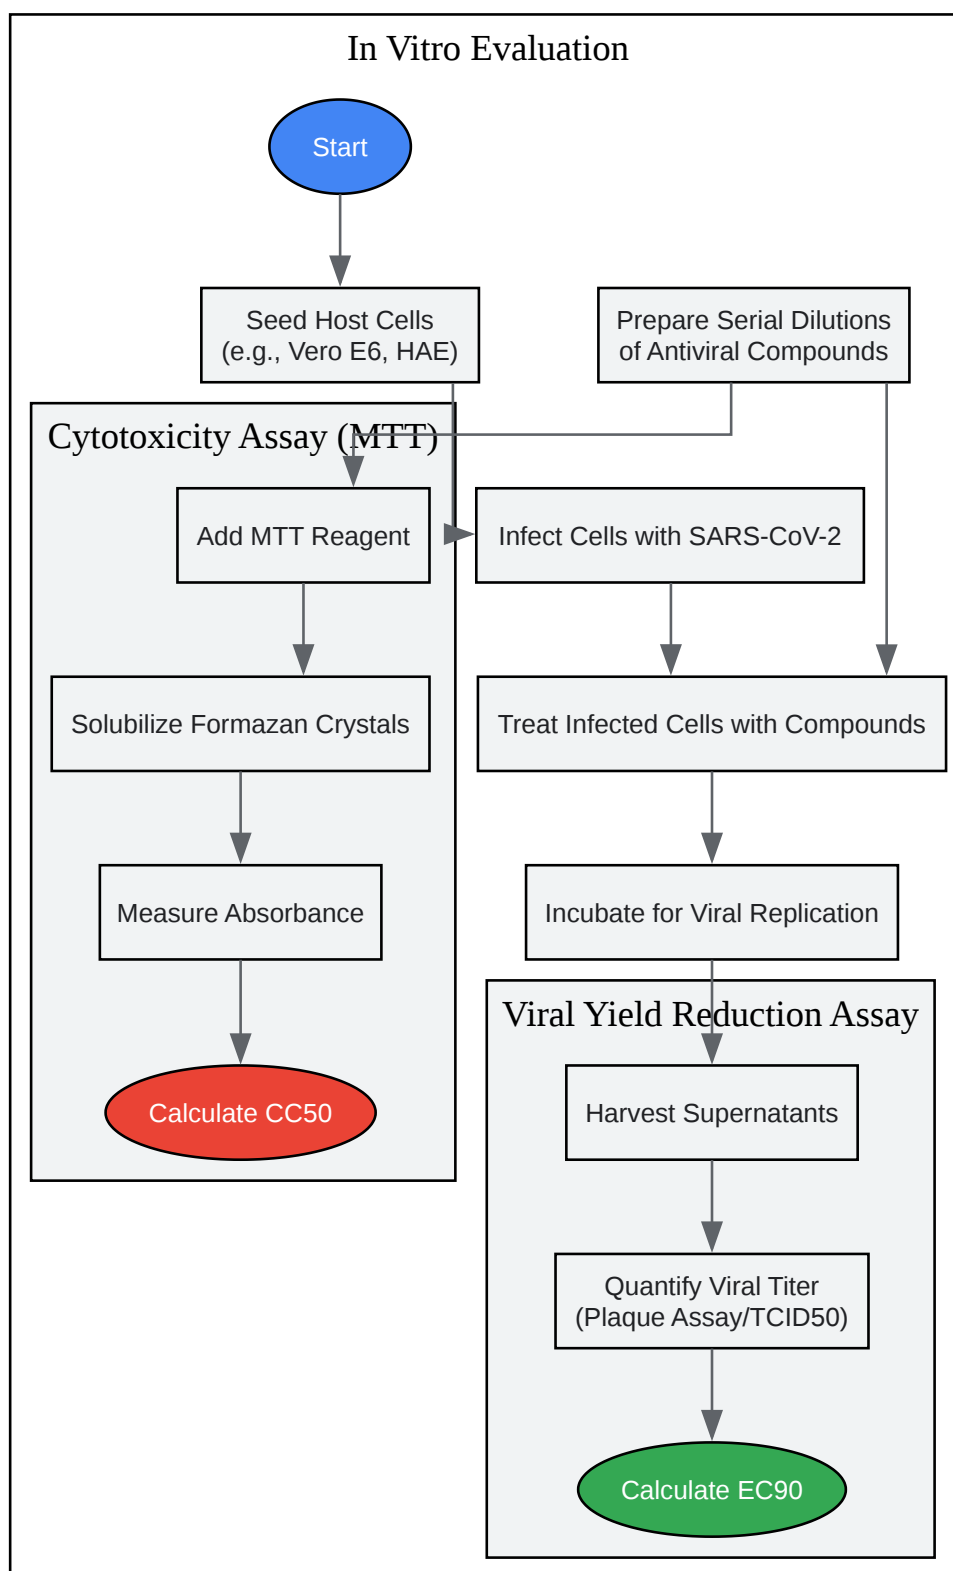 In Vitro Evaluation
Start
Seed Host Cells
(e.g., Vero E6, HAE)
Prepare Serial Dilutions
of Antiviral Compounds
Cytotoxicity Assay (MTT)
Add MTT Reagent
Infect Cells with SARS-CoV-2
Solubilize Formazan Crystals
Treat Infected Cells with Compounds
Measure Absorbance
Incubate for Viral Replication
Viral Yield Reduction Assay
Calculate CC50
Harvest Supernatants
Quantify Viral Titer
(Plaque Assay/TCID50)
Calculate EC90